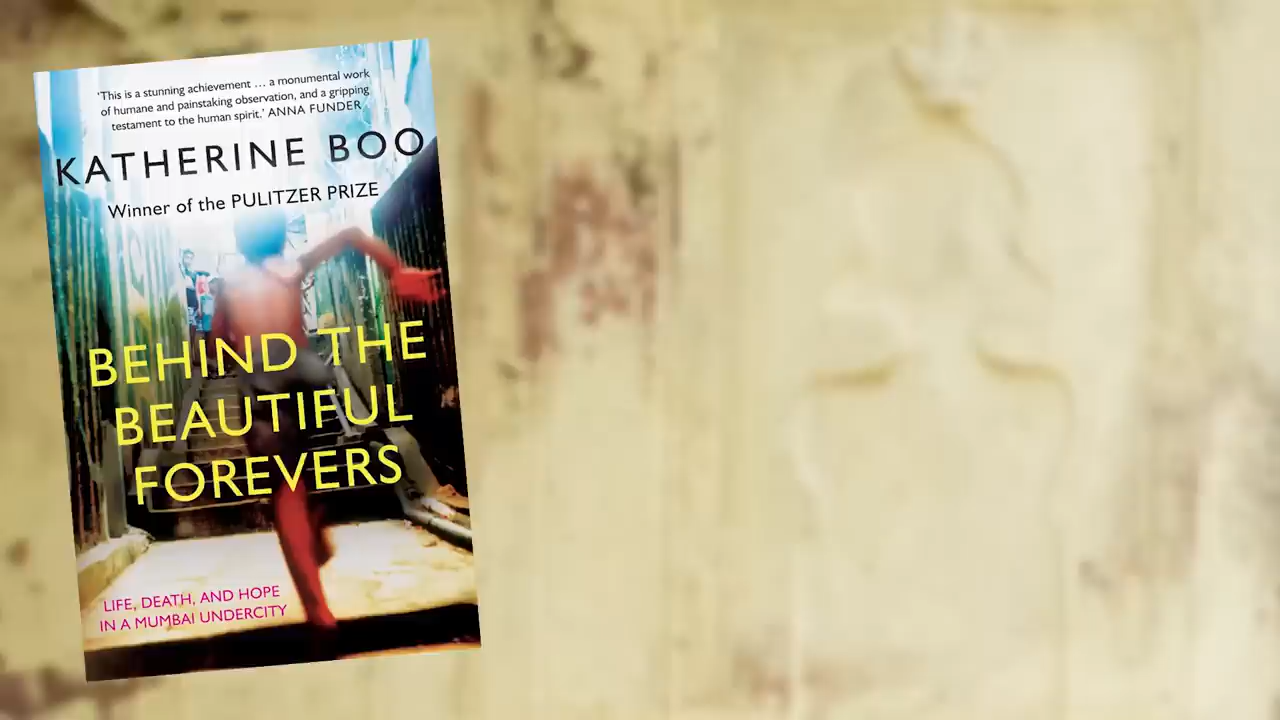 'This is a stunning achievement … a monumental work
of humane and painstaking observation, and a gripping
testament to the human spirit.' ANNA FUNDER
KATHERINE BOO
Winner of the PULITZER PRIZE
BEHIND THE
BEAUTIFUL
FOREVERS
LIFE, DEATH, AND HOPE
IN A MUMBAI UNDERCITY